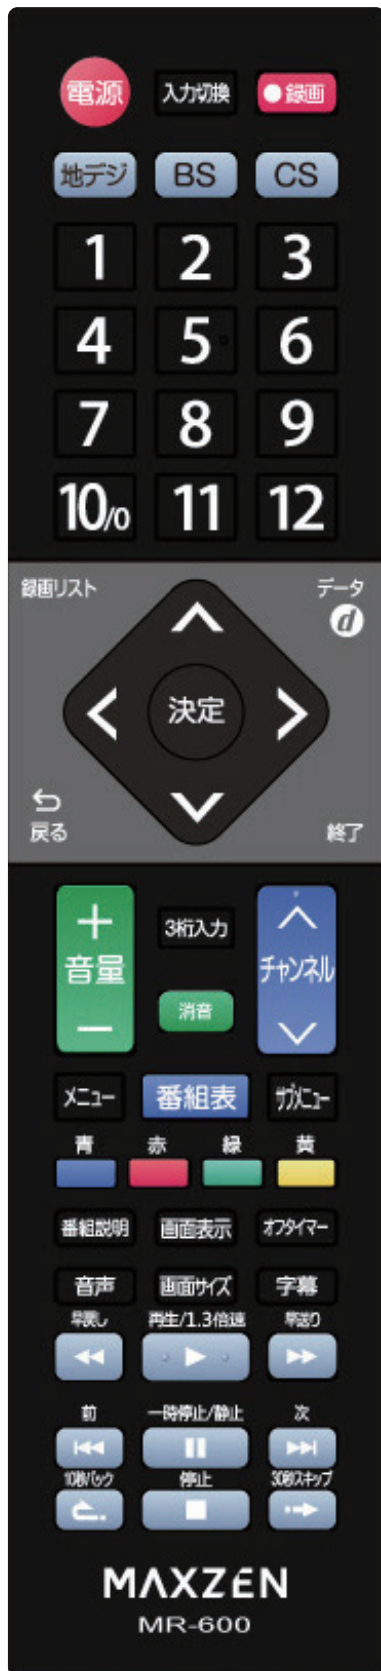 電源 入力切換 録画
地デジ BS CS
1 2 3
4 5 6
7 8 9
10/0 11 12
録画リスト データ
d
決定
戻る 終了
+ 3桁入力
音量 チャンネル
− 消音
メニュー 番組表 サブメニュー
青 赤 緑 黄
番組説明 画面表示 オフタイマー
音声 画面サイズ 字幕
早戻し 再生/1.3倍速 早送り
前 一時停止/静止 次
10秒バック 停止 30秒スキップ
MAXZEN
MR-600